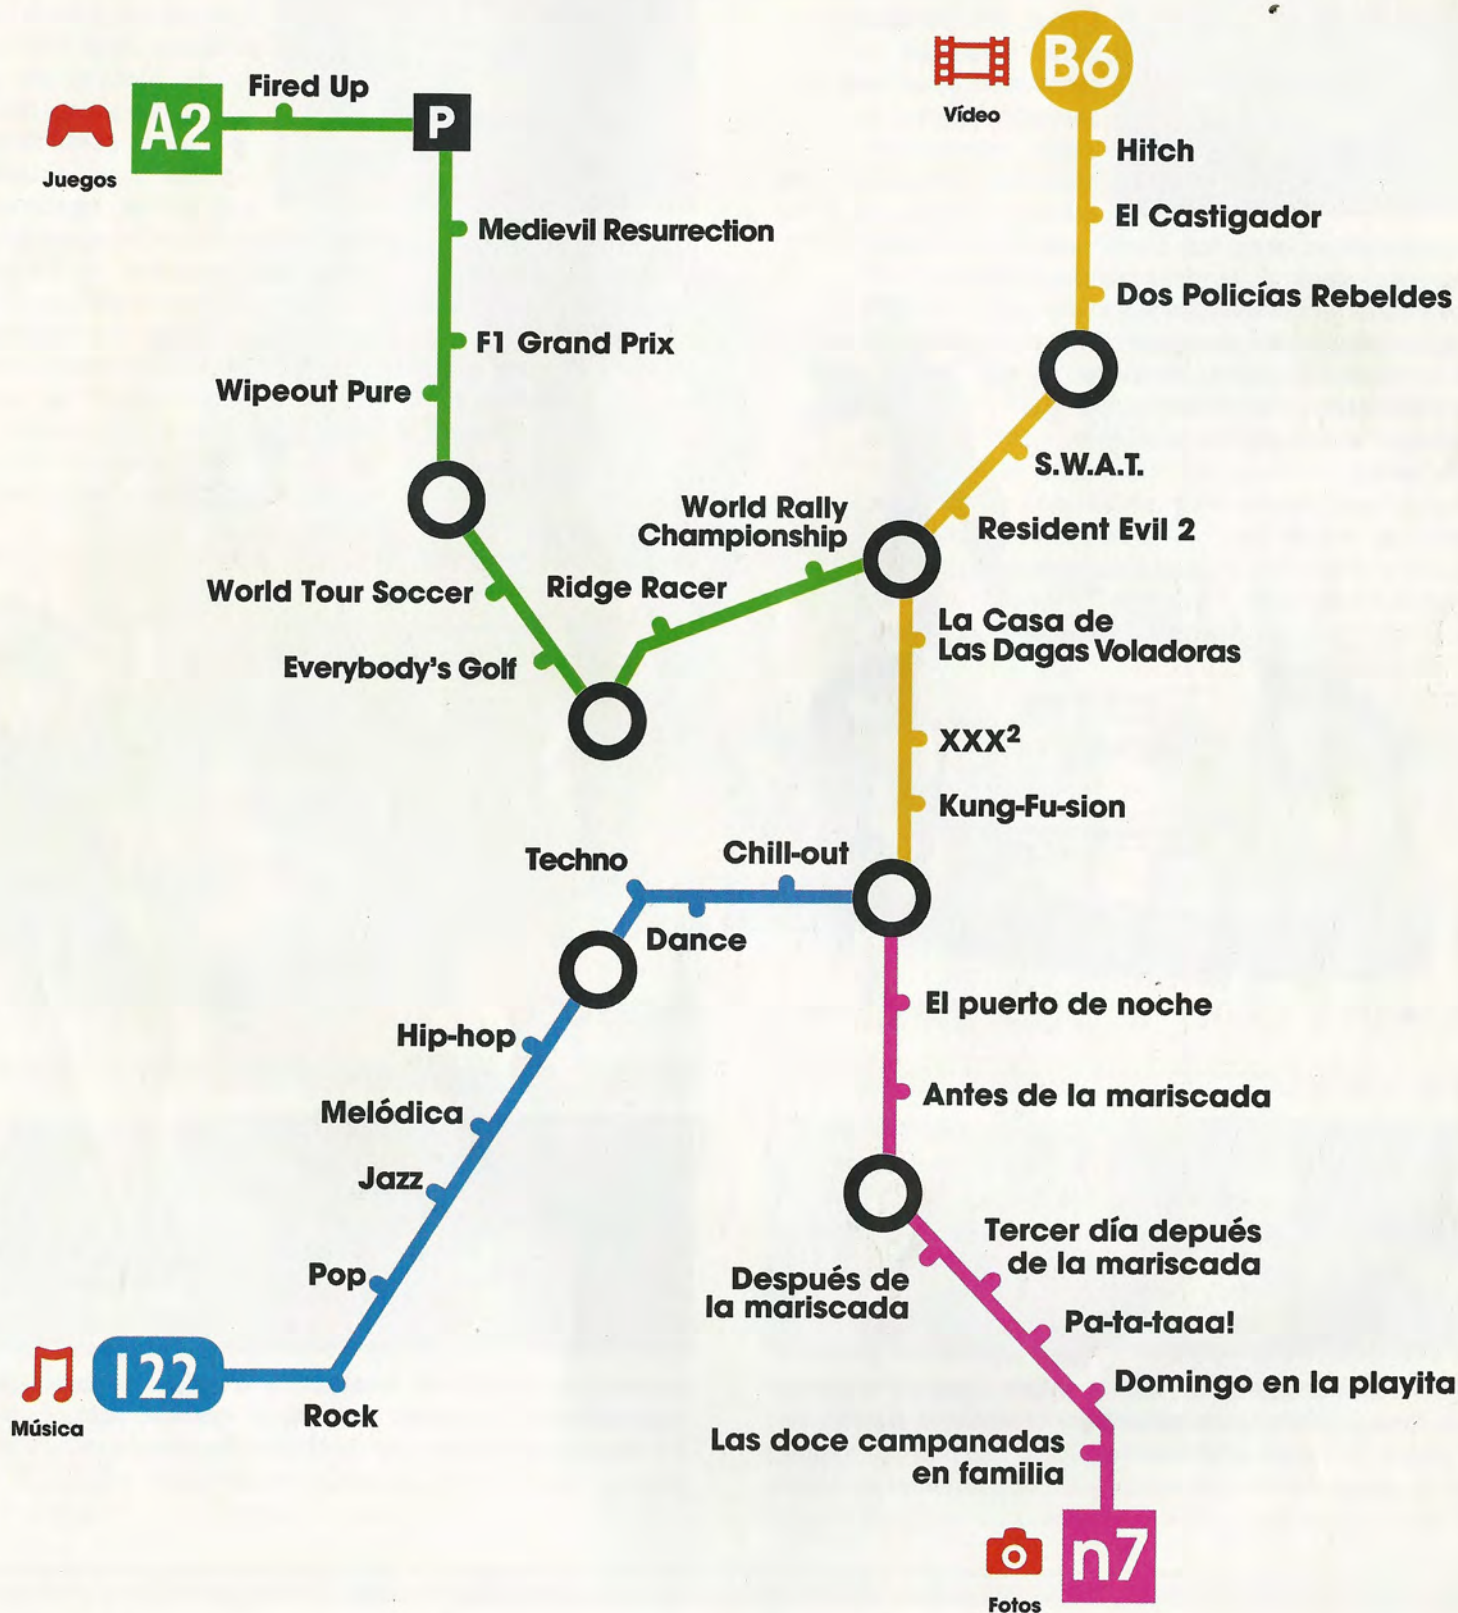 B6
Vídeo
Fired Up
A2
P
Juegos
Hitch
El Castigador
Medievil Resurrection
Dos Policías Rebeldes
F1 Grand Prix
Wipeout Pure
S.W.A.T.
World Rally
Championship
Resident Evil 2
World Tour Soccer
Ridge Racer
La Casa de
Las Dagas Voladoras
Everybody's Golf
XXX²
Kung-Fu-sion
Techno
Chill-out
Dance
El puerto de noche
Hip-hop
Antes de la mariscada
Melódica
Jazz
Tercer día depués
de la mariscada
Después de
la mariscada
Pop
Pa-ta-taaa!
122
Música
Domingo en la playita
Rock
Las doce campanadas
en familia
n7
Fotos